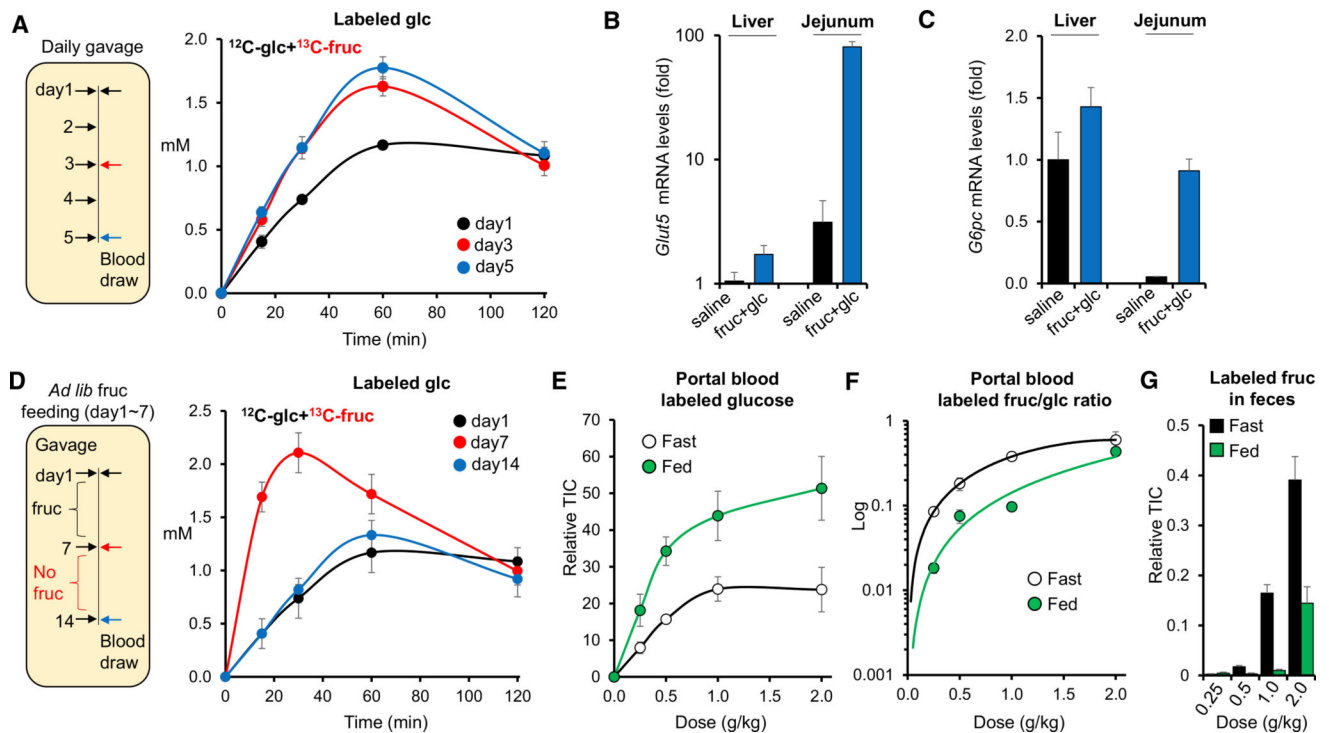 A
Daily gavage
day1
2
3
4
5
Blood
draw
Labeled glc
¹²C-glc+¹³C-fruc
mM
2.0
1.6
1.2
0.8
0.4
0.0
0 20 40 60 80 100 120
Time (min)
day1
day3
day5
B
Liver Jejunum
Glut5 mRNA levels (fold)
100
10
1
saline
fruc+glc
saline
fruc+glc
C
Liver Jejunum
G6pc mRNA levels (fold)
2.0
1.5
1.0
0.5
0.0
saline
fruc+glc
saline
fruc+glc
D
Ad lib fruc
feeding (day1~7)
Gavage
day1
fruc
7
No
fruc
14
Blood
draw
Labeled glc
¹²C-glc+¹³C-fruc
mM
2.5
2.0
1.5
1.0
0.5
0.0
0 20 40 60 80 100 120
Time (min)
day1
day7
day14
E
Portal blood
labeled glucose
Relative TIC
70
60
50
40
30
20
10
0
0.0 0.5 1.0 1.5 2.0
Dose (g/kg)
Fast
Fed
F
Portal blood
labeled fruc/glc ratio
Log
1
0.1
0.01
0.001
0.0 0.5 1.0 1.5 2.0
Dose (g/kg)
Fast
Fed
G
Labeled fruc
in feces
Fast
Fed
Relative TIC
0.5
0.4
0.3
0.2
0.1
0
0.25
0.5
1.0
2.0
Dose (g/kg)